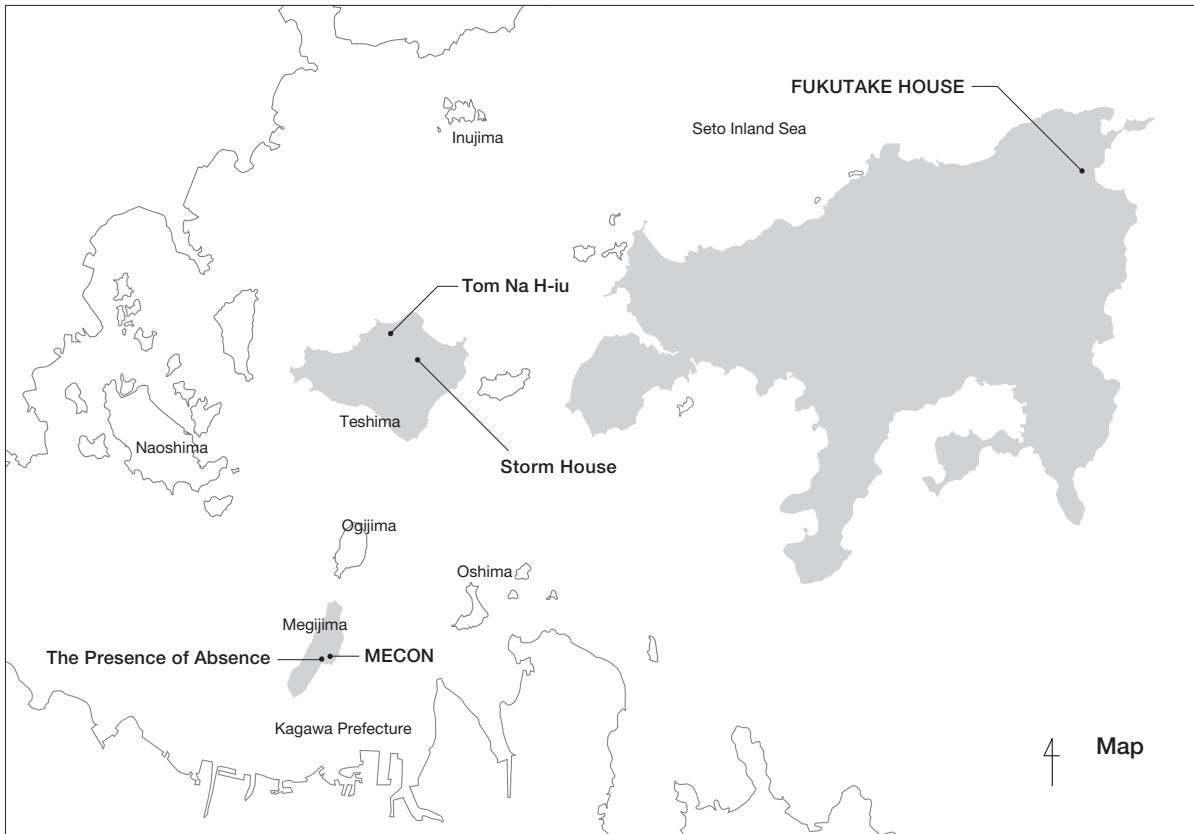 FUKUTAKE HOUSE
Seto Inland Sea
Inujima
Tom Na H-iu
Teshima
Naoshima
Storm House
Ogijima
Oshima
Megijima
The Presence of Absence
MECON
Kagawa Prefecture
Map